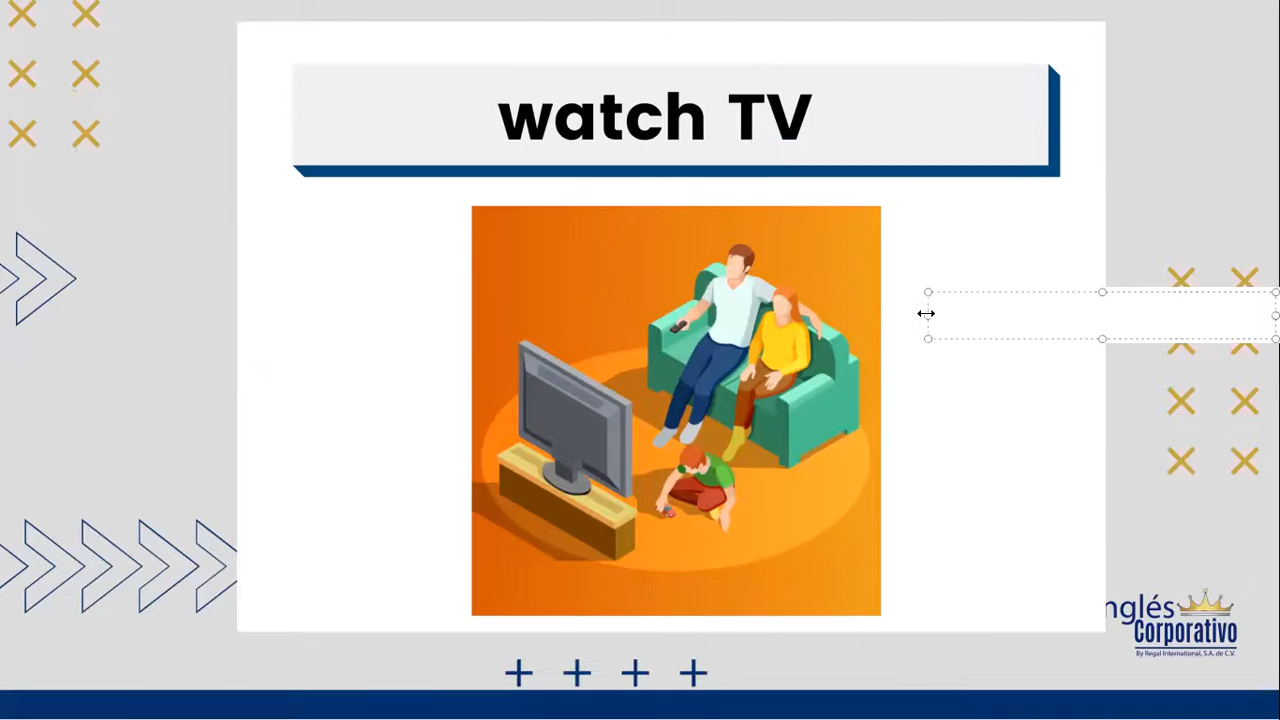 watch TV
nglés
Corporativo
By Regal International, S.A. de C.V.